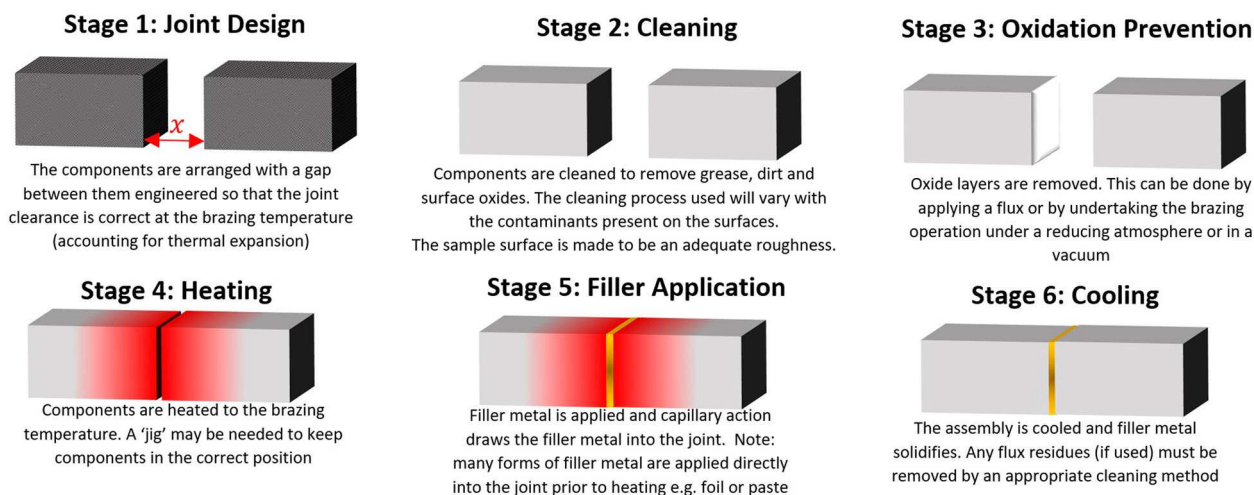 Stage 1: Joint Design
x
The components are arranged with a gap
between them engineered so that the joint
clearance is correct at the brazing temperature
(accounting for thermal expansion)
Stage 2: Cleaning
Components are cleaned to remove grease, dirt and
surface oxides. The cleaning process used will vary with
the contaminants present on the surfaces.
The sample surface is made to be an adequate roughness.
Stage 3: Oxidation Prevention
Oxide layers are removed. This can be done by
applying a flux or by undertaking the brazing
operation under a reducing atmosphere or in a
vacuum
Stage 4: Heating
Components are heated to the brazing
temperature. A ‘jig’ may be needed to keep
components in the correct position
Stage 5: Filler Application
Filler metal is applied and capillary action
draws the filler metal into the joint.  Note:
many forms of filler metal are applied directly
into the joint prior to heating e.g. foil or paste
Stage 6: Cooling
The assembly is cooled and filler metal
solidifies. Any flux residues (if used) must be
removed by an appropriate cleaning method